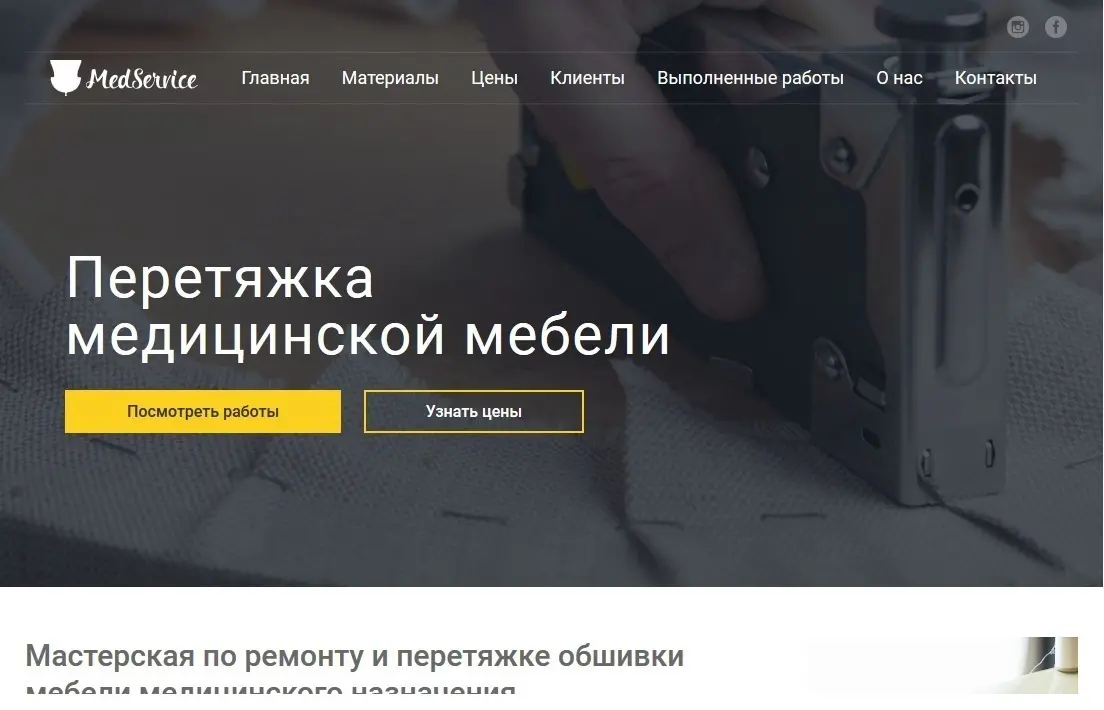 MedService
Главная Материалы Цены Клиенты Выполненные работы О нас Контакты
Перетяжка
медицинской мебели
Посмотреть работы Узнать цены
Мастерская по ремонту и перетяжке обшивки
мебели медицинского назначения